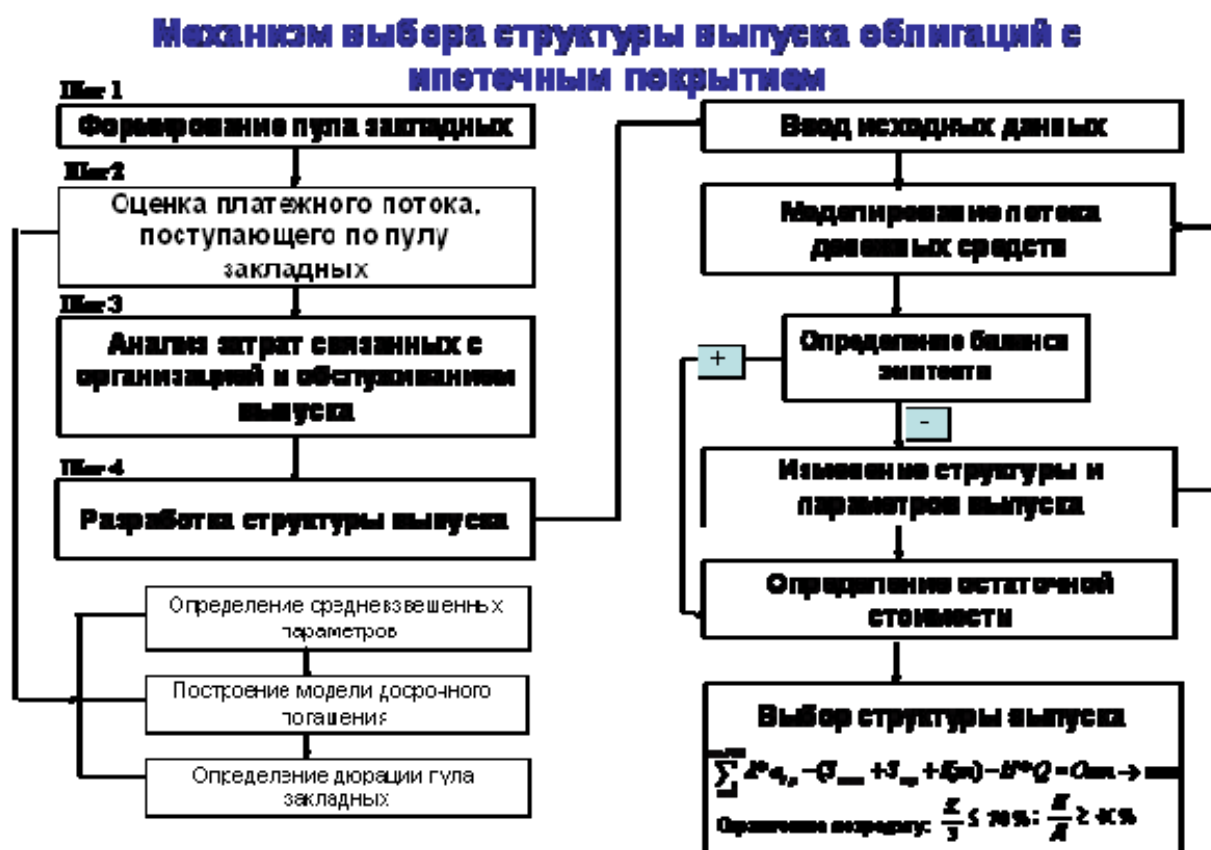 Механизм выбора структуры выпуска облигаций с
ипотечным покрытием
Шаг 1
Формирование пула закладных
Шаг 2
Оценка платежного потока,
поступающего по пулу
закладных
Шаг 3
Анализ затрат связанных с
организацией и обслуживанием
выпуска
Шаг 4
Разработка структуры выпуска
Определение средневзвешенных
параметров
Построение модели досрочного
погашения
Определение дюрации пула
закладных
Ввод исходных данных
Моделирование потока
денежных средств
Определение баланса
эмитента
+
-
Изменение структуры и
параметров выпуска
Определение остаточной
стоимости
Выбор структуры выпуска
Ограничение по кредиту: